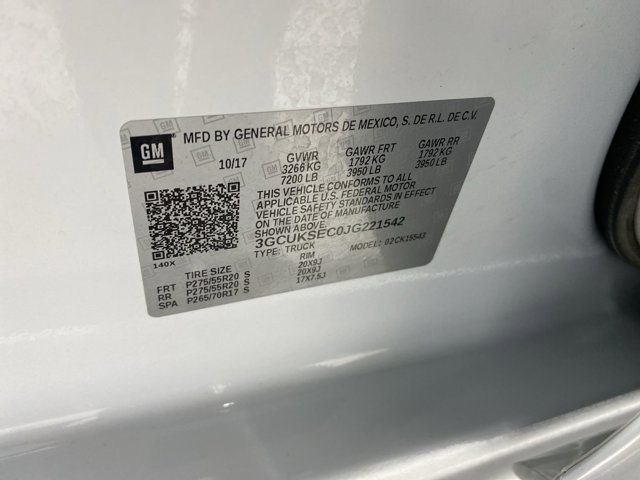 GM
MFD BY GENERAL MOTORS DE MEXICO, S. DE R.L. DE C.V.
10/17 GVWR GAWR FRT GAWR RR
3266 KG 1792 KG 1792 KG
7200 LB 3950 LB 3950 LB
THIS VEHICLE CONFORMS TO ALL
APPLICABLE U.S. FEDERAL MOTOR
VEHICLE SAFETY STANDARDS IN EFFECT
ON THE DATE OF MANUFACTURE
SHOWN ABOVE.
3GCUKSEC0JG221542
TYPE: TRUCK MODEL: 02CK15543
140X
TIRE SIZE RIM
FRT P275/55R20 S 20X9J
RR P275/55R20 S 20X9J
SPA P265/70R17 S 17X7.5J